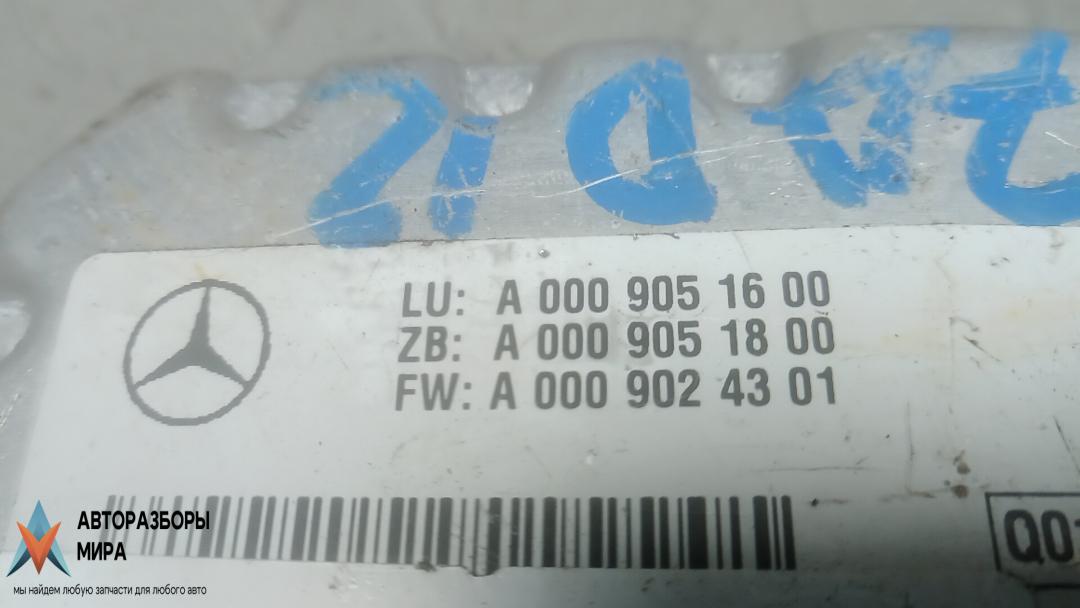 LU: A 000 905 16 00
ZB: A 000 905 18 00
FW: A 000 902 43 01
АВТОРАЗБОРЫ
МИРА
мы найдем любую запчасти для любого авто